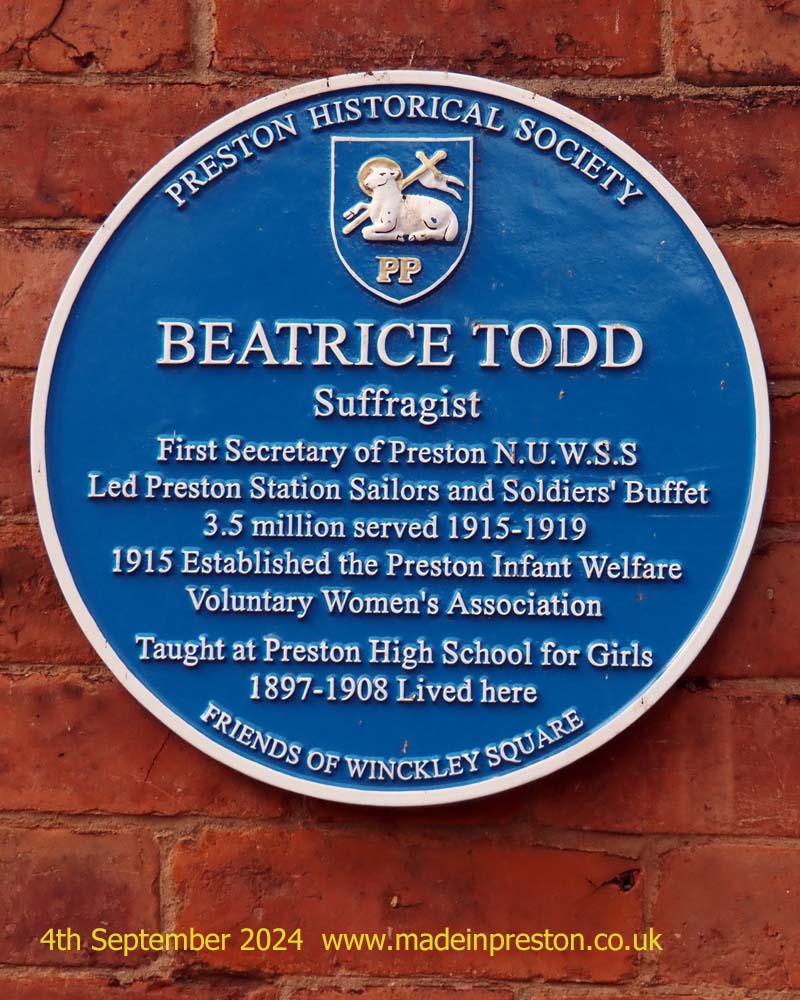 PRESTON HISTORICAL SOCIETY
PP
BEATRICE TODD
Suffragist
First Secretary of Preston N.U.W.S.S
Led Preston Station Sailors and Soldiers' Buffet
3.5 million served 1915-1919
1915 Established the Preston Infant Welfare
Voluntary Women's Association
Taught at Preston High School for Girls
1897-1908 Lived here
FRIENDS OF WINCKLEY SQUARE
4th September 2024 www.madeinpreston.co.uk